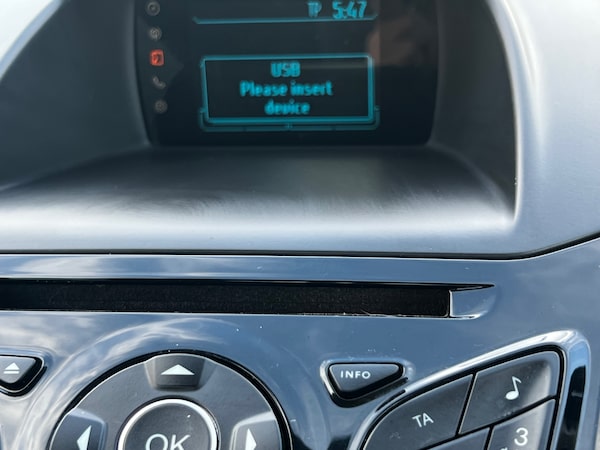 TP 5:47
USB
Please insert
device
INFO
TA
OK
3